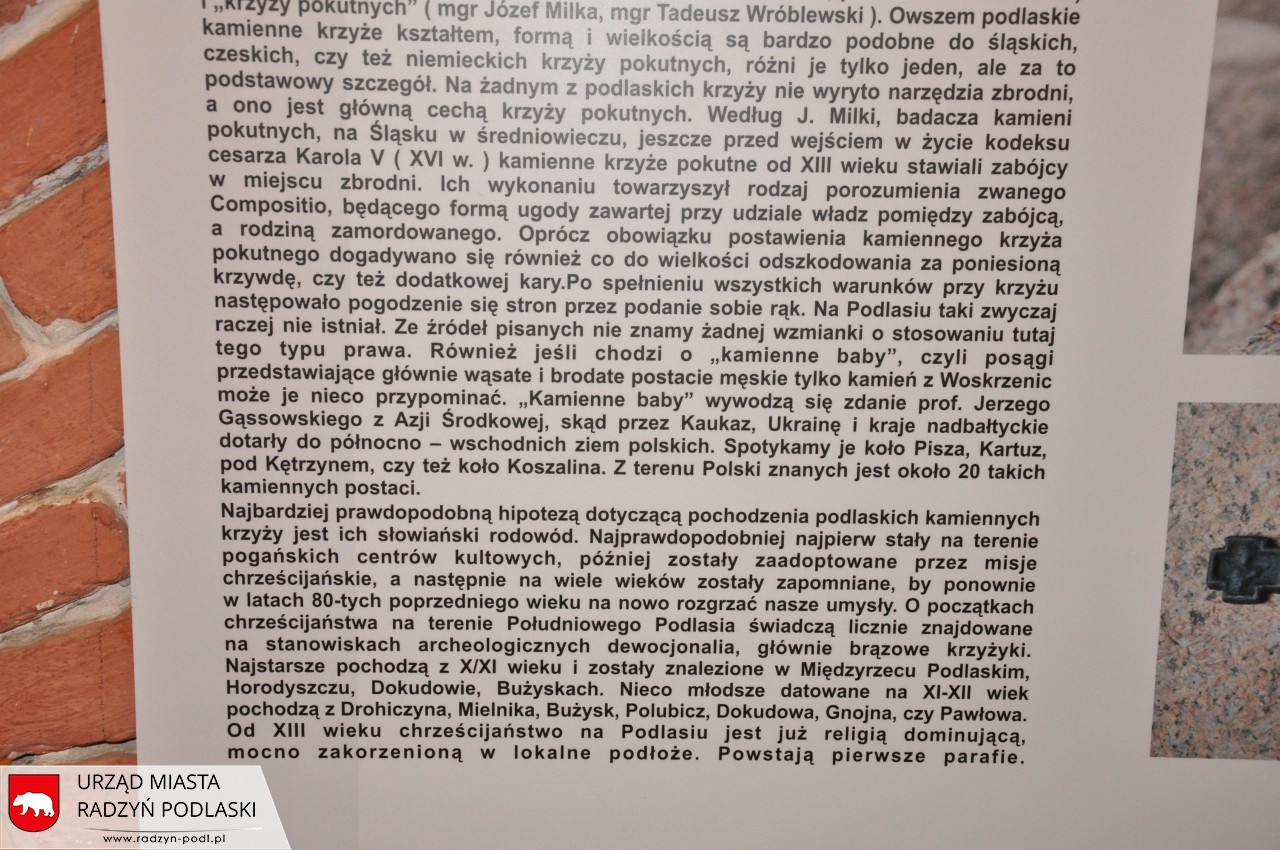 i „krzyży pokutnych” ( mgr Józef Milka, mgr Tadeusz Wróblewski ). Owszem podlaskie
kamienne krzyże kształtem, formą i wielkością są bardzo podobne do śląskich,
czeskich, czy też niemieckich krzyży pokutnych, różni je tylko jeden, ale za to
podstawowy szczegół. Na żadnym z podlaskich krzyży nie wyryto narzędzia zbrodni,
a ono jest główną cechą krzyży pokutnych. Według J. Milki, badacza kamieni
pokutnych, na Śląsku w średniowieczu, jeszcze przed wejściem w życie kodeksu
cesarza Karola V ( XVI w. ) kamienne krzyże pokutne od XIII wieku stawiali zabójcy
w miejscu zbrodni. Ich wykonaniu towarzyszył rodzaj porozumienia zwanego
Compositio, będącego formą ugody zawartej przy udziale władz pomiędzy zabójcą,
a rodziną zamordowanego. Oprócz obowiązku postawienia kamiennego krzyża
pokutnego dogadywano się również co do wielkości odszkodowania za poniesioną
krzywdę, czy też dodatkowej kary.Po spełnieniu wszystkich warunków przy krzyżu
następowało pogodzenie się stron przez podanie sobie rąk. Na Podlasiu taki zwyczaj
raczej nie istniał. Ze źródeł pisanych nie znamy żadnej wzmianki o stosowaniu tutaj
tego typu prawa. Również jeśli chodzi o „kamienne baby”, czyli posągi
przedstawiające głównie wąsate i brodate postacie męskie tylko kamień z Woskrzenic
może je nieco przypominać. „Kamienne baby” wywodzą się zdanie prof. Jerzego
Gąssowskiego z Azji Środkowej, skąd przez Kaukaz, Ukrainę i kraje nadbałtyckie
dotarły do północno – wschodnich ziem polskich. Spotykamy je koło Pisza, Kartuz,
pod Kętrzynem, czy też koło Koszalina. Z terenu Polski znanych jest około 20 takich
kamiennych postaci.
Najbardziej prawdopodobną hipotezą dotyczącą pochodzenia podlaskich kamiennych
krzyży jest ich słowiański rodowód. Najprawdopodobniej najpierw stały na terenie
pogańskich centrów kultowych, później zostały zaadoptowane przez misje
chrześcijańskie, a następnie na wiele wieków zostały zapomniane, by ponownie
w latach 80-tych poprzedniego wieku na nowo rozgrzać nasze umysły. O początkach
chrześcijaństwa na terenie Południowego Podlasia świadczą licznie znajdowane
na stanowiskach archeologicznych dewocjonalia, głównie brązowe krzyżyki.
Najstarsze pochodzą z X/XI wieku i zostały znalezione w Międzyrzecu Podlaskim,
Horodyszczu, Dokudowie, Bużyskach. Nieco młodsze datowane na XI-XII wiek
pochodzą z Drohiczyna, Mielnika, Bużysk, Polubicz, Dokudowa, Gnojna, czy Pawłowa.
Od XIII wieku chrześcijaństwo na Podlasiu jest już religią dominującą,
mocno zakorzenioną w lokalne podłoże. Powstają pierwsze parafie.
URZĄD MIASTA
RADZYŃ PODLASKI
www.radzyn-podl.pl